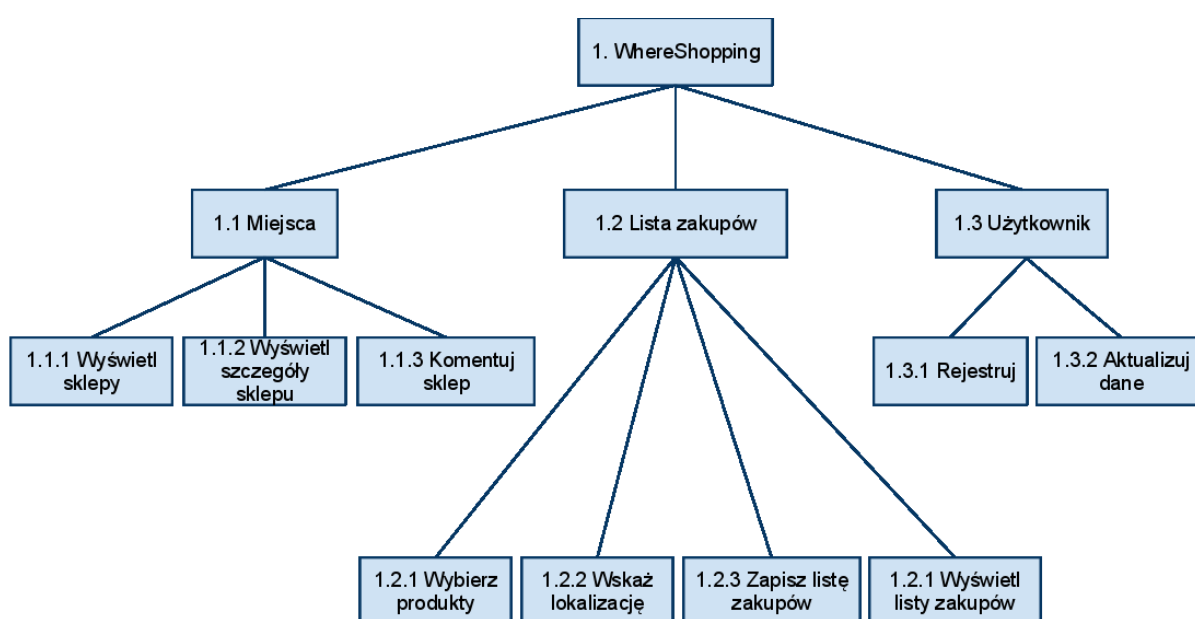 1. WhereShopping
1.1 Miejsca
1.2 Lista zakupów
1.3 Użytkownik
1.1.1 Wyświetl
sklepy
1.1.2 Wyświetl
szczegóły
sklepu
1.1.3 Komentuj
sklep
1.3.1 Rejestruj
1.3.2 Aktualizuj
dane
1.2.1 Wybierz
produkty
1.2.2 Wskaż
lokalizację
1.2.3 Zapisz listę
zakupów
1.2.1 Wyświetl
listy zakupów